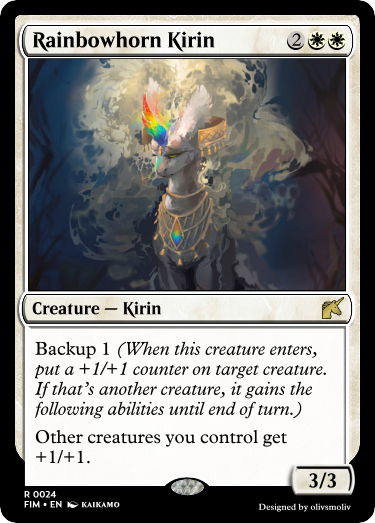 Rainbowhorn Kirin 2
Creature — Kirin
Backup 1 (When this creature enters,
put a +1/+1 counter on target creature.
If that's another creature, it gains the
following abilities until end of turn.)
Other creatures you control get
+1/+1.
3/3
R 0024
FIM • EN KAIKAMO
Designed by olivsmoliv